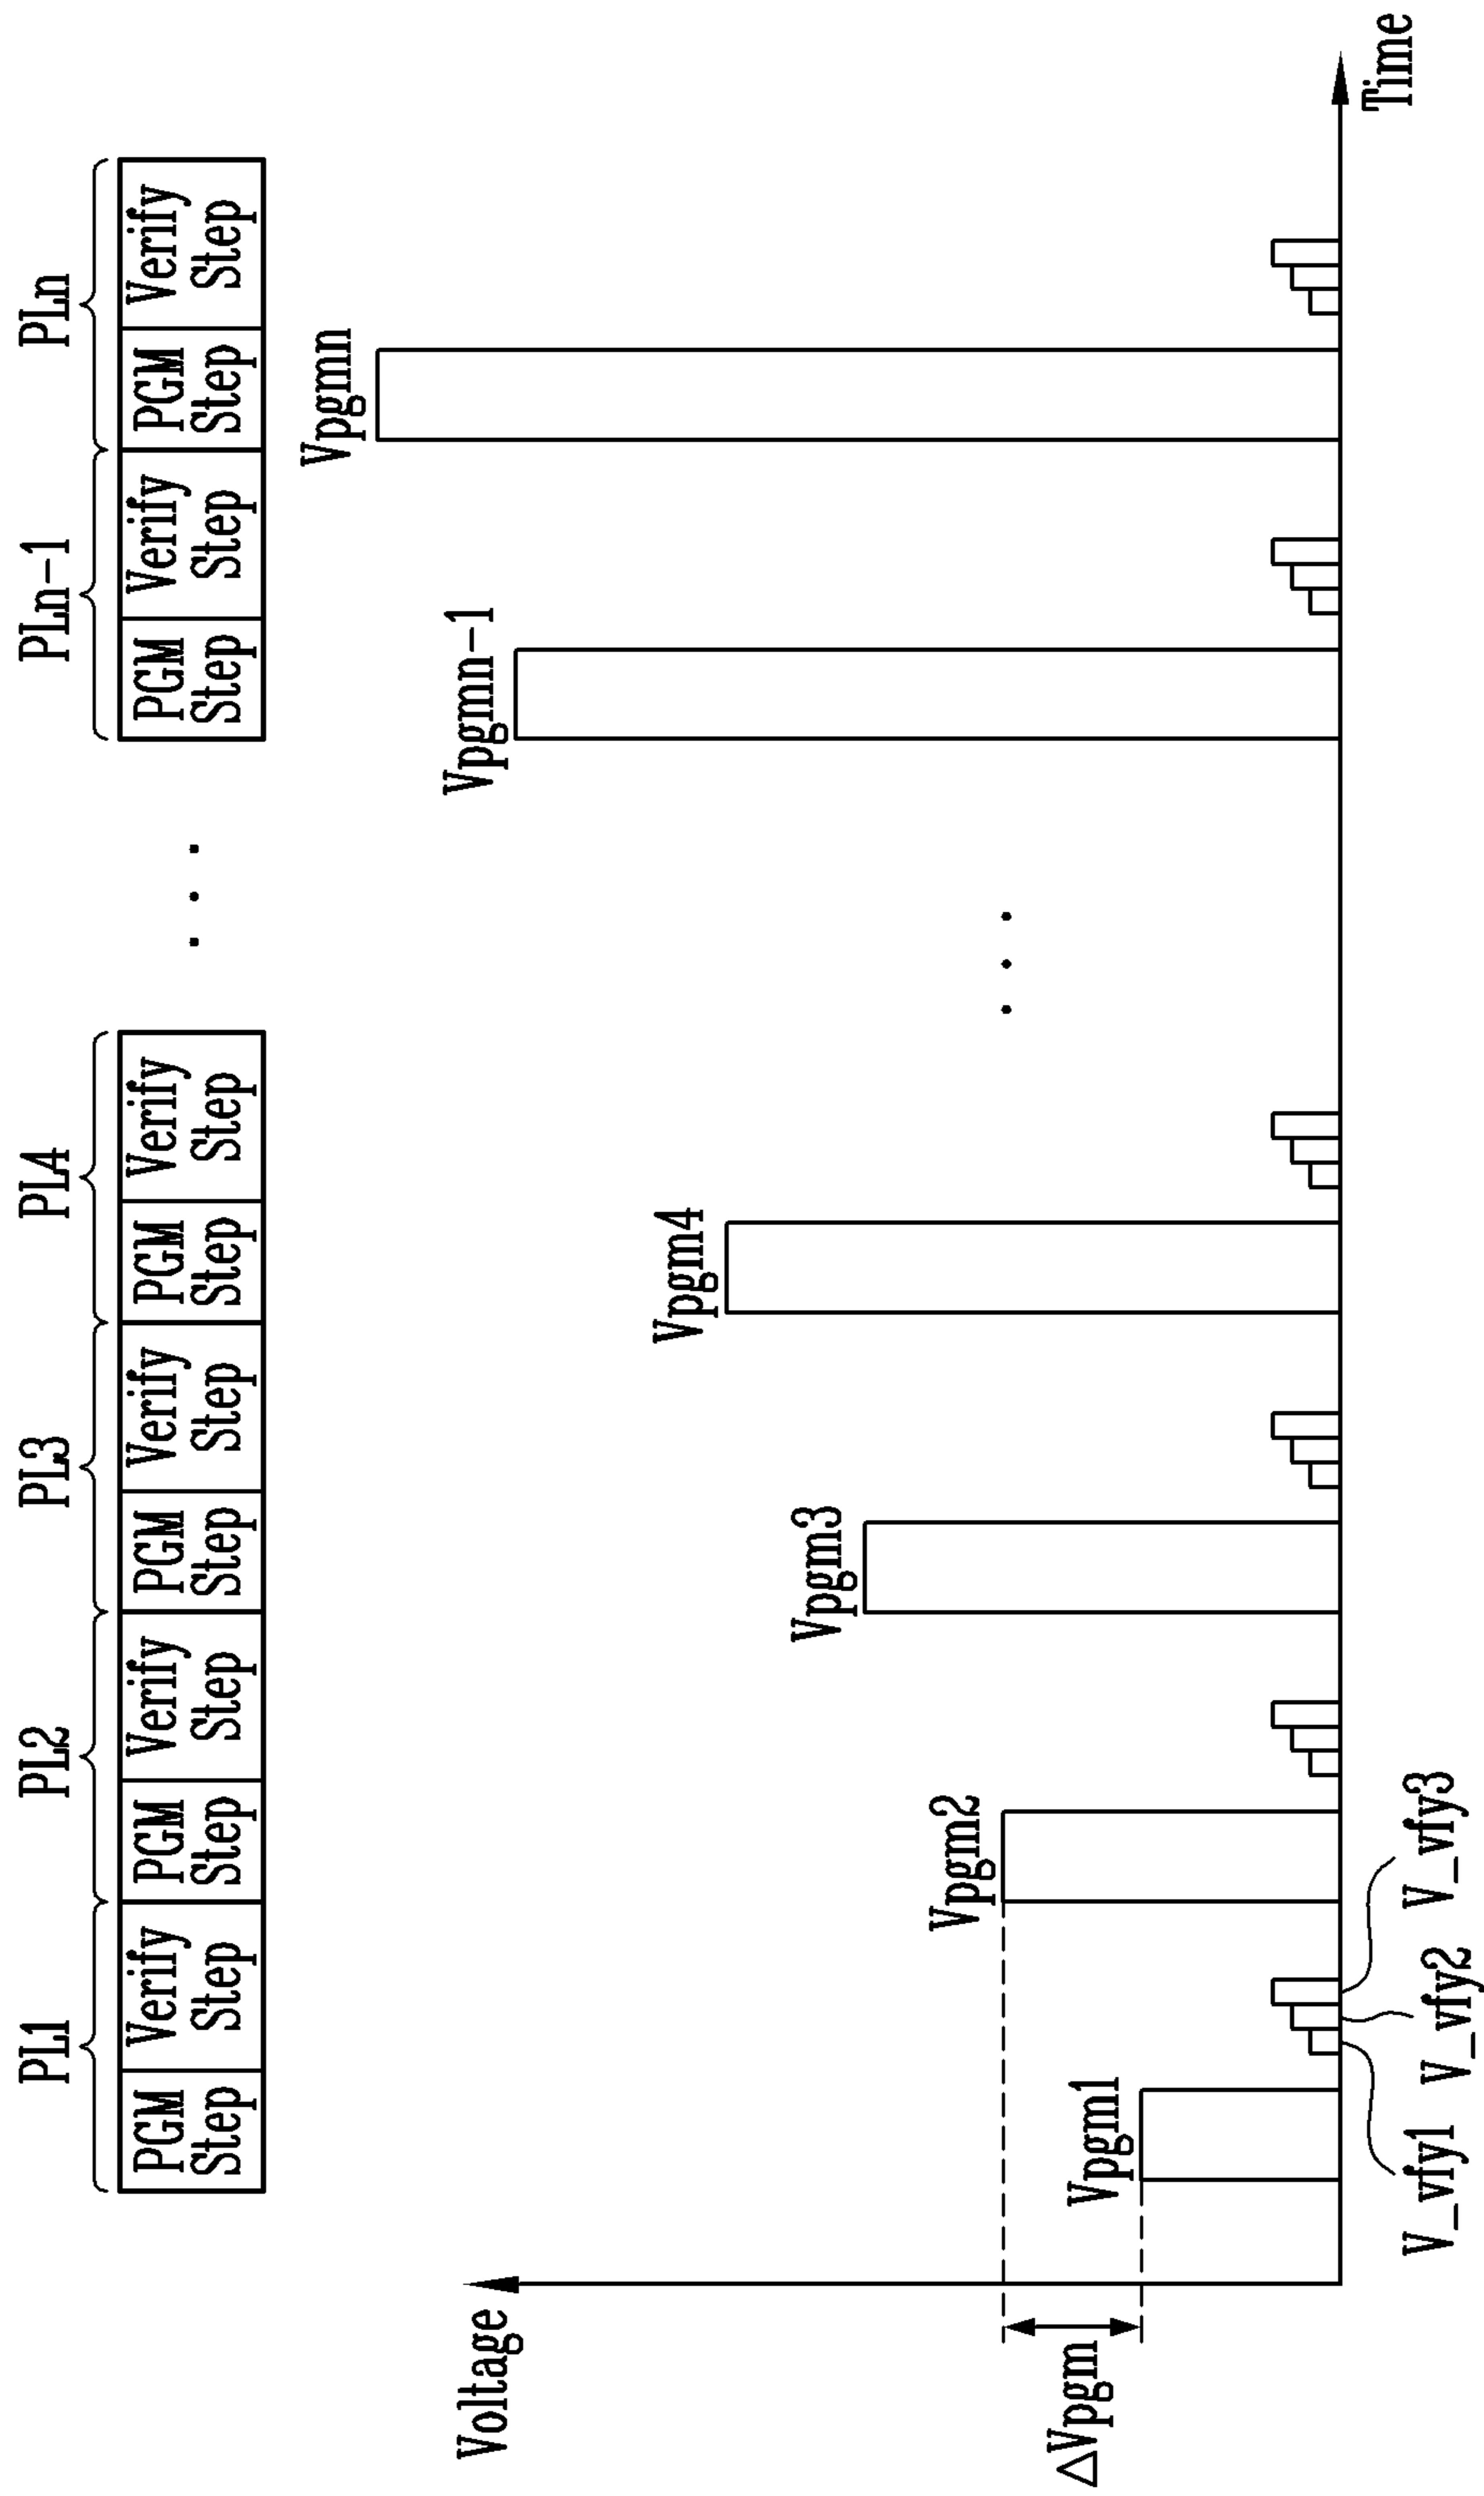 PL1 PL2 PL3 PL4 PLn-1 PLn
PGM Verify PGM Verify PGM Verify PGM Verify PGM Verify PGM Verify
Step Step Step Step Step Step Step Step . . . Step Step Step Step
Vpgmn
Voltage
Vpgmn-1
Vpgm4
Vpgm3
Vpgm2
. . .
ΔVpgm
Vpgm1
Time
V_vfy1 V_vfy2 V_vfy3